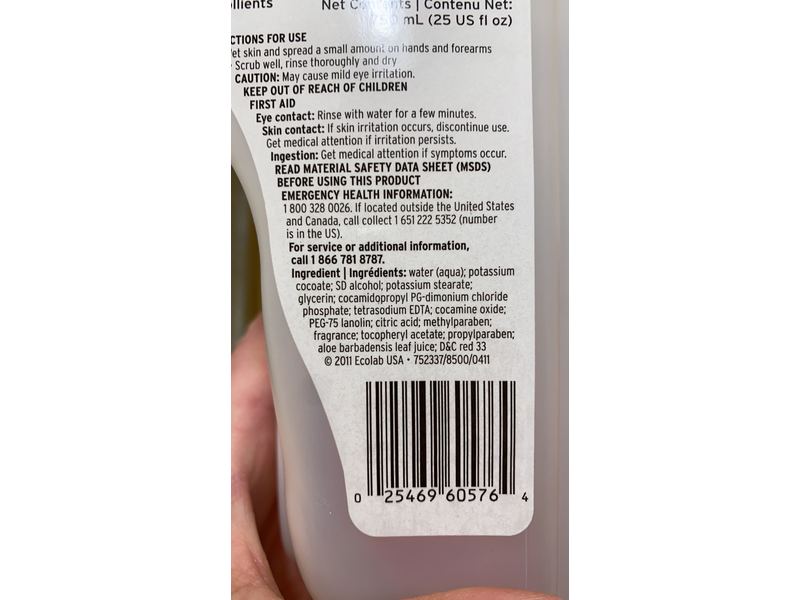 Net Contents | Contenu Net:
750 mL (25 US fl oz)
CTIONS FOR USE
et skin and spread a small amount on hands and forearms
Scrub well, rinse thoroughly and dry
CAUTION: May cause mild eye irritation.
KEEP OUT OF REACH OF CHILDREN
FIRST AID
Eye contact: Rinse with water for a few minutes.
Skin contact: If skin irritation occurs, discontinue use.
Get medical attention if irritation persists.
Ingestion: Get medical attention if symptoms occur.
READ MATERIAL SAFETY DATA SHEET (MSDS)
BEFORE USING THIS PRODUCT
EMERGENCY HEALTH INFORMATION:
1 800 328 0026. If located outside the United States
and Canada, call collect 1 651 222 5352 (number
is in the US).
For service or additional information,
call 1 866 781 8787.
Ingredient | Ingrédients: water (aqua); potassium
cocoate; SD alcohol; potassium stearate;
glycerin; cocamidopropyl PG-dimonium chloride
phosphate; tetrasodium EDTA; cocamine oxide;
PEG-75 lanolin; citric acid; methylparaben;
fragrance; tocopheryl acetate; propylparaben;
aloe barbadensis leaf juice; D&C red 33
© 2011 Ecolab USA • 752337/8500/0411
0 25469 60576 4